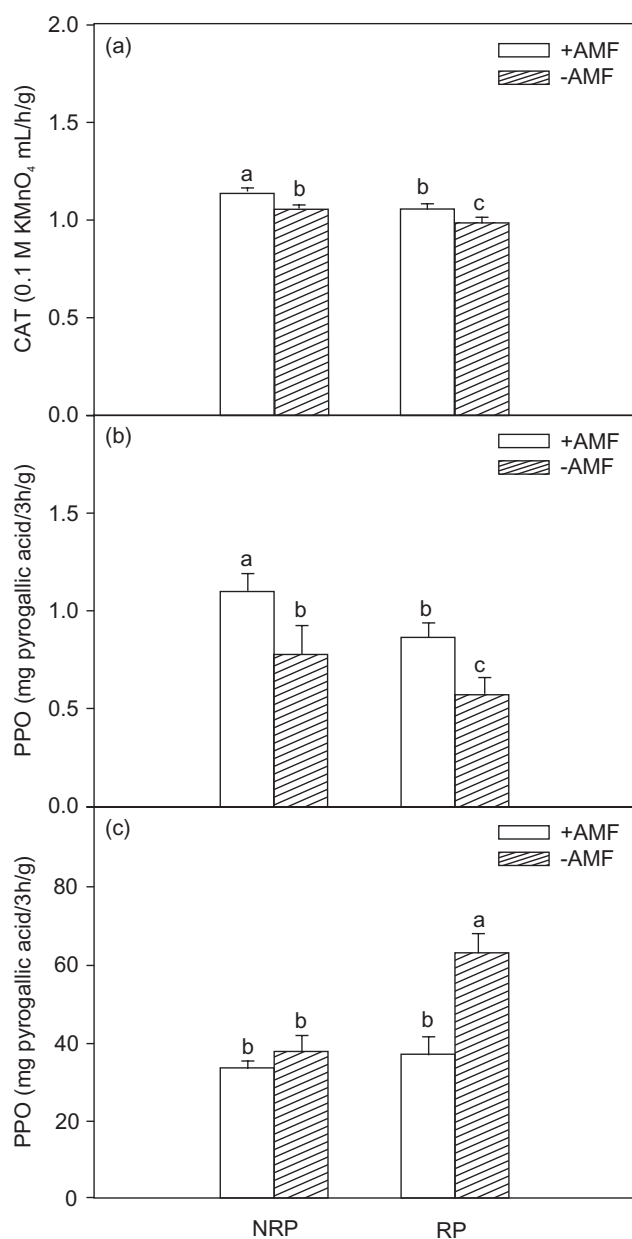 (a)
+AMF
-AMF
CAT (0.1 M KMnO₄ mL/h/g)
2.0
1.5
1.0
0.5
0.0
a
b
b
c
(b)
+AMF
-AMF
PPO (mg pyrogallic acid/3h/g)
1.5
1.0
0.5
0.0
a
b
b
c
(c)
+AMF
-AMF
PPO (mg pyrogallic acid/3h/g)
80
60
40
20
0
b
b
b
a
NRP
RP